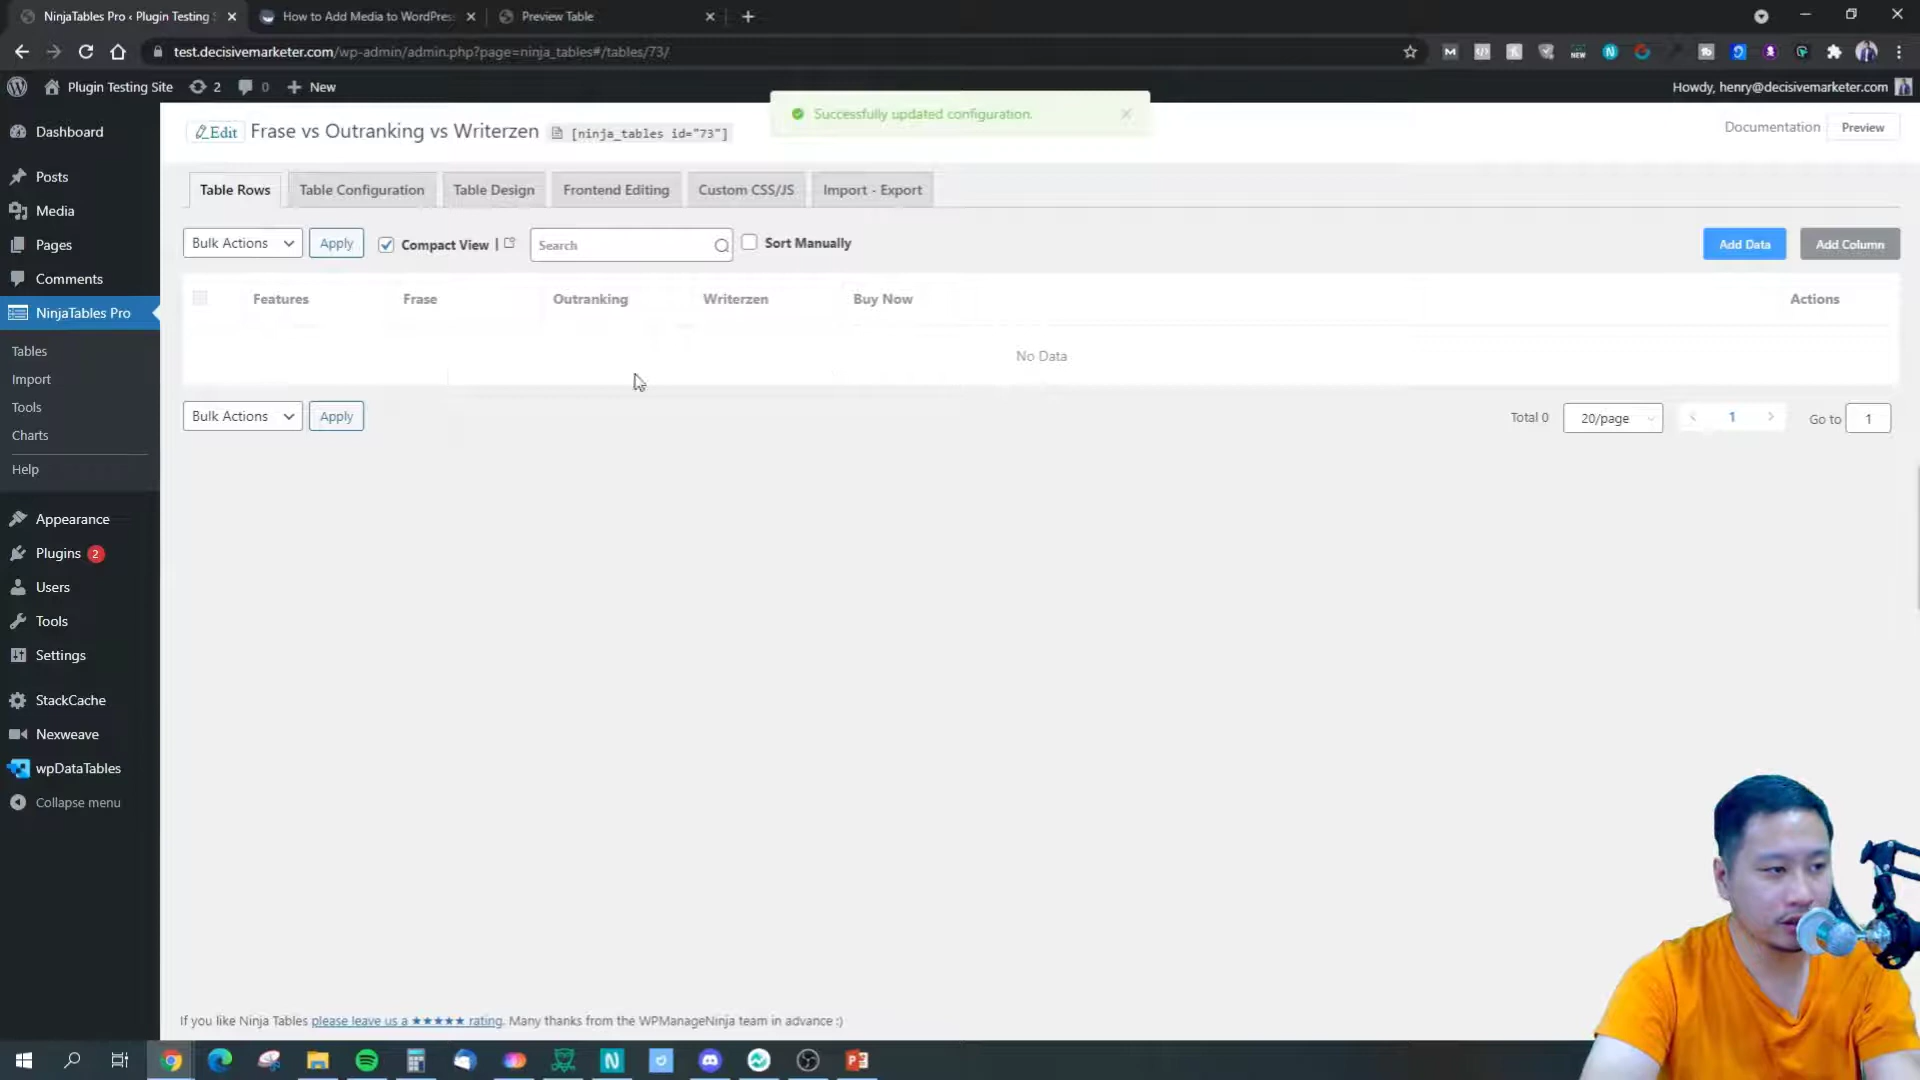 NinjaTables Pro ‹ Plugin Testing S
How to Add Media to WordPres
Preview Table
test.decisivemarketer.com/wp-admin/admin.php?page=ninja_tables#/tables/73/
Plugin Testing Site
2
0
New
Howdy, henry@decisivemarketer.com
Dashboard
Posts
Media
Pages
Comments
NinjaTables Pro
Tables
Import
Tools
Charts
Help
Appearance
Plugins 2
Users
Tools
Settings
StackCache
Nexweave
wpDataTables
Collapse menu
Edit
Frase vs Outranking vs Writerzen
[ninja_tables id="73"]
Successfully updated configuration.
Documentation
Preview
Table Rows
Table Configuration
Table Design
Frontend Editing
Custom CSS/JS
Import - Export
Bulk Actions
Apply
Compact View |
Search
Sort Manually
Add Data
Add Column
Features
Frase
Outranking
Writerzen
Buy Now
Actions
No Data
Bulk Actions
Apply
Total 0
20/page
1
Go to
1
If you like Ninja Tables please leave us a ★★★★★ rating. Many thanks from the WPManageNinja team in advance :)